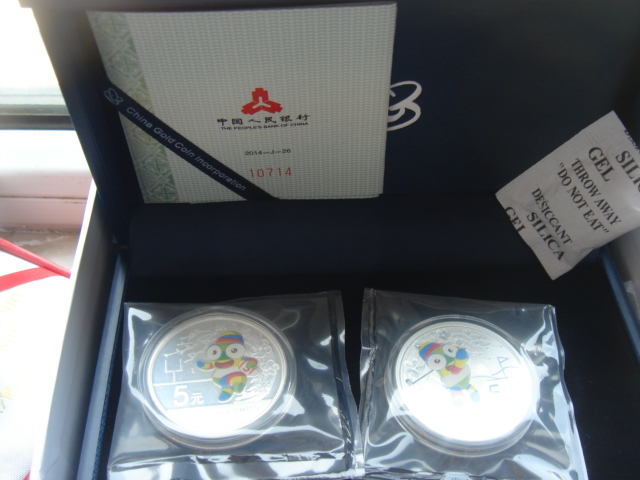 中国人民银行
THE PEOPLE'S BANK OF CHINA
2014-J-26
10714
China Gold Coin Incorporation
SILICA
GEL
THROW AWAY
"DO NOT EAT"
DESICCANT
SILICA
GEL
5元